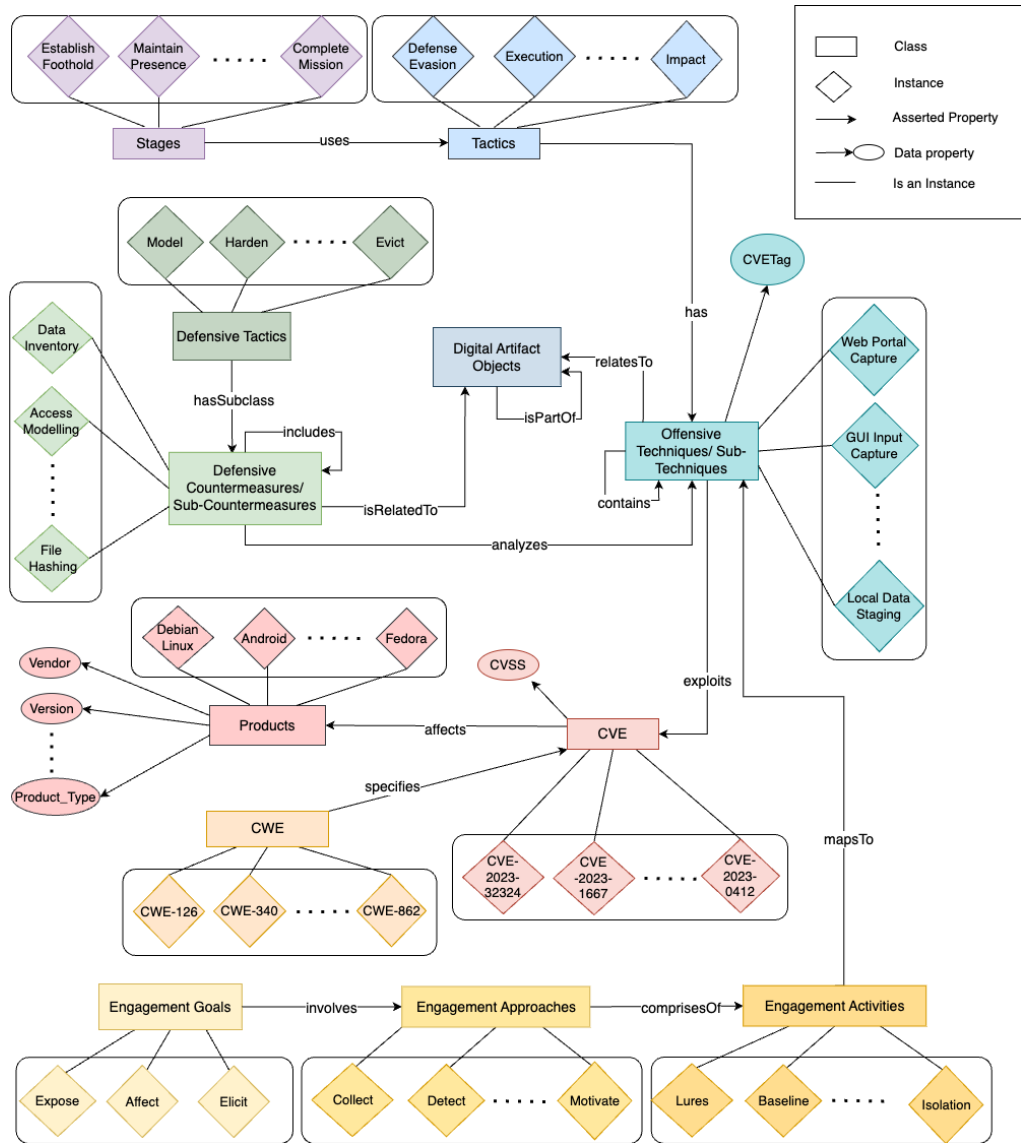 Establish
Foothold
Maintain
Presence
Complete
Mission
Defense
Evasion
Execution
Impact
Class
Instance
Asserted Property
Data property
Is an Instance
Stages
uses
Tactics
Model
Harden
Evict
CVETag
has
Data
Inventory
Defensive Tactics
Digital Artifact
Objects
relatesTo
Web Portal
Capture
hasSubclass
isPartOf
Access
Modelling
includes
Offensive
Techniques/ Sub-
Techniques
GUI Input
Capture
Defensive
Countermeasures/
Sub-Countermeasures
isRelatedTo
contains
analyzes
File
Hashing
Local Data
Staging
Debian
Linux
Android
Fedora
Vendor
CVSS
exploits
Version
Products
affects
CVE
Product_Type
specifies
CWE
mapsTo
CVE-
2023-
32324
CVE
-2023-
1667
CVE-
2023-
0412
CWE-126
CWE-340
CWE-862
Engagement Goals
involves
Engagement Approaches
comprisesOf
Engagement Activities
Expose
Affect
Elicit
Collect
Detect
Motivate
Lures
Baseline
Isolation